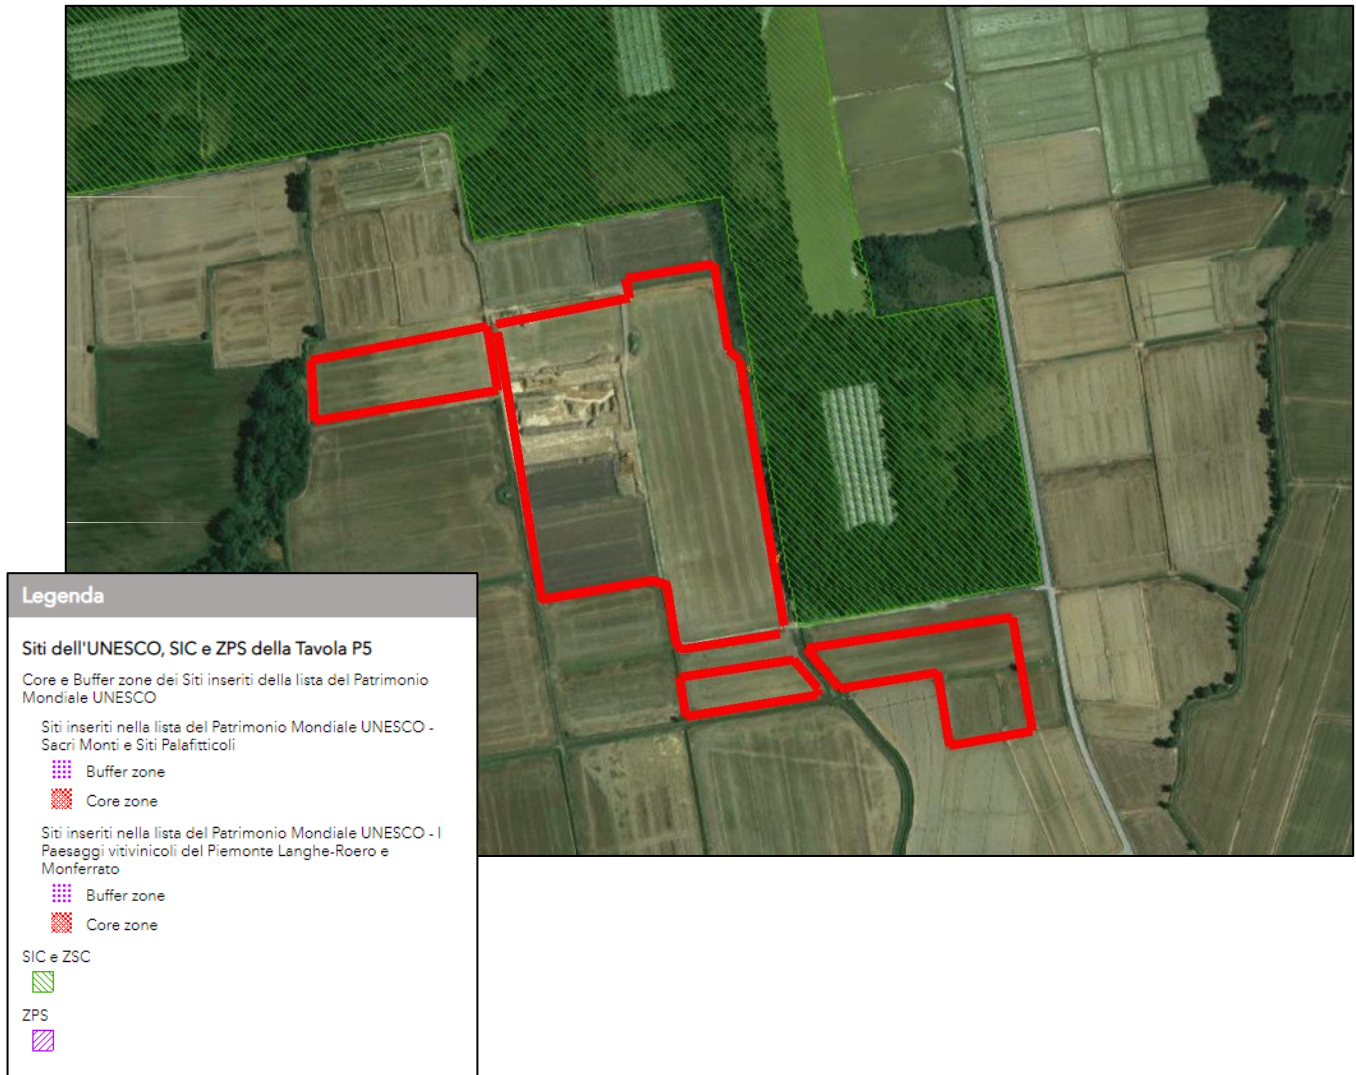 Legenda
Siti dell'UNESCO, SIC e ZPS della Tavola P5
Core e Buffer zone dei Siti inseriti della lista del Patrimonio
Mondiale UNESCO
Siti inseriti nella lista del Patrimonio Mondiale UNESCO -
Sacri Monti e Siti Palafitticoli
Buffer zone
Core zone
Siti inseriti nella lista del Patrimonio Mondiale UNESCO - I
Paesaggi vitivinicoli del Piemonte Langhe-Roero e
Monferrato
Buffer zone
Core zone
SIC e ZSC
ZPS